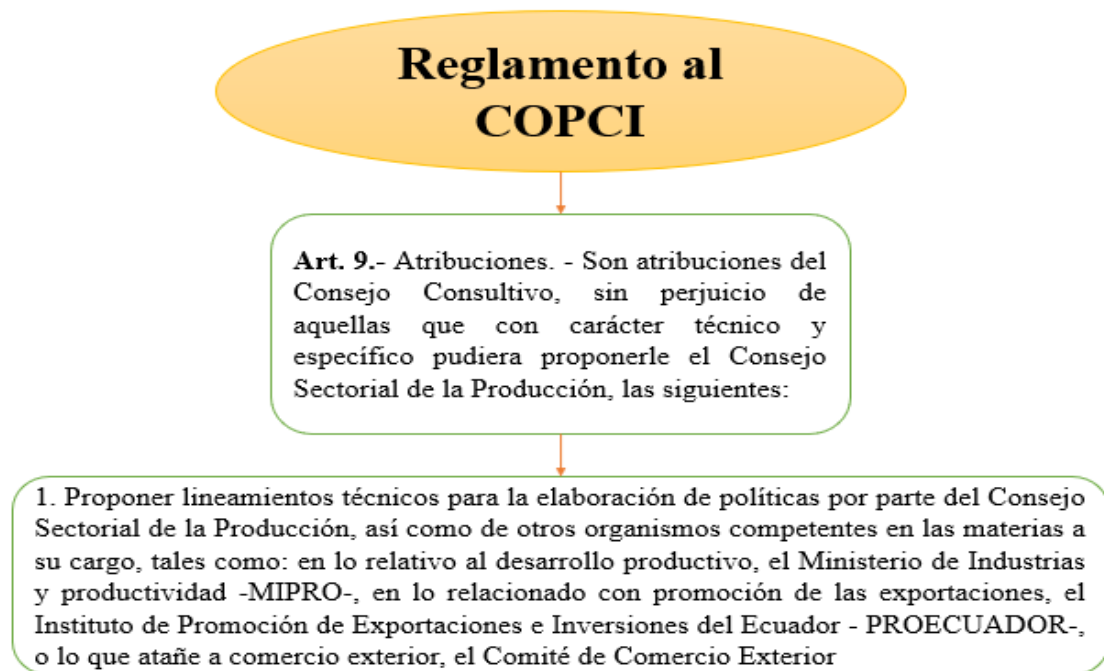 Reglamento al
COPCI
Art. 9.- Atribuciones. - Son atribuciones del
Consejo Consultivo, sin perjuicio de
aquellas que con carácter técnico y
específico pudiera proponerle el Consejo
Sectorial de la Producción, las siguientes:
1. Proponer lineamientos técnicos para la elaboración de políticas por parte del Consejo
Sectorial de la Producción, así como de otros organismos competentes en las materias a
su cargo, tales como: en lo relativo al desarrollo productivo, el Ministerio de Industrias
y productividad -MIPRO-, en lo relacionado con promoción de las exportaciones, el
Instituto de Promoción de Exportaciones e Inversiones del Ecuador - PROECUADOR-,
o lo que atañe a comercio exterior, el Comité de Comercio Exterior